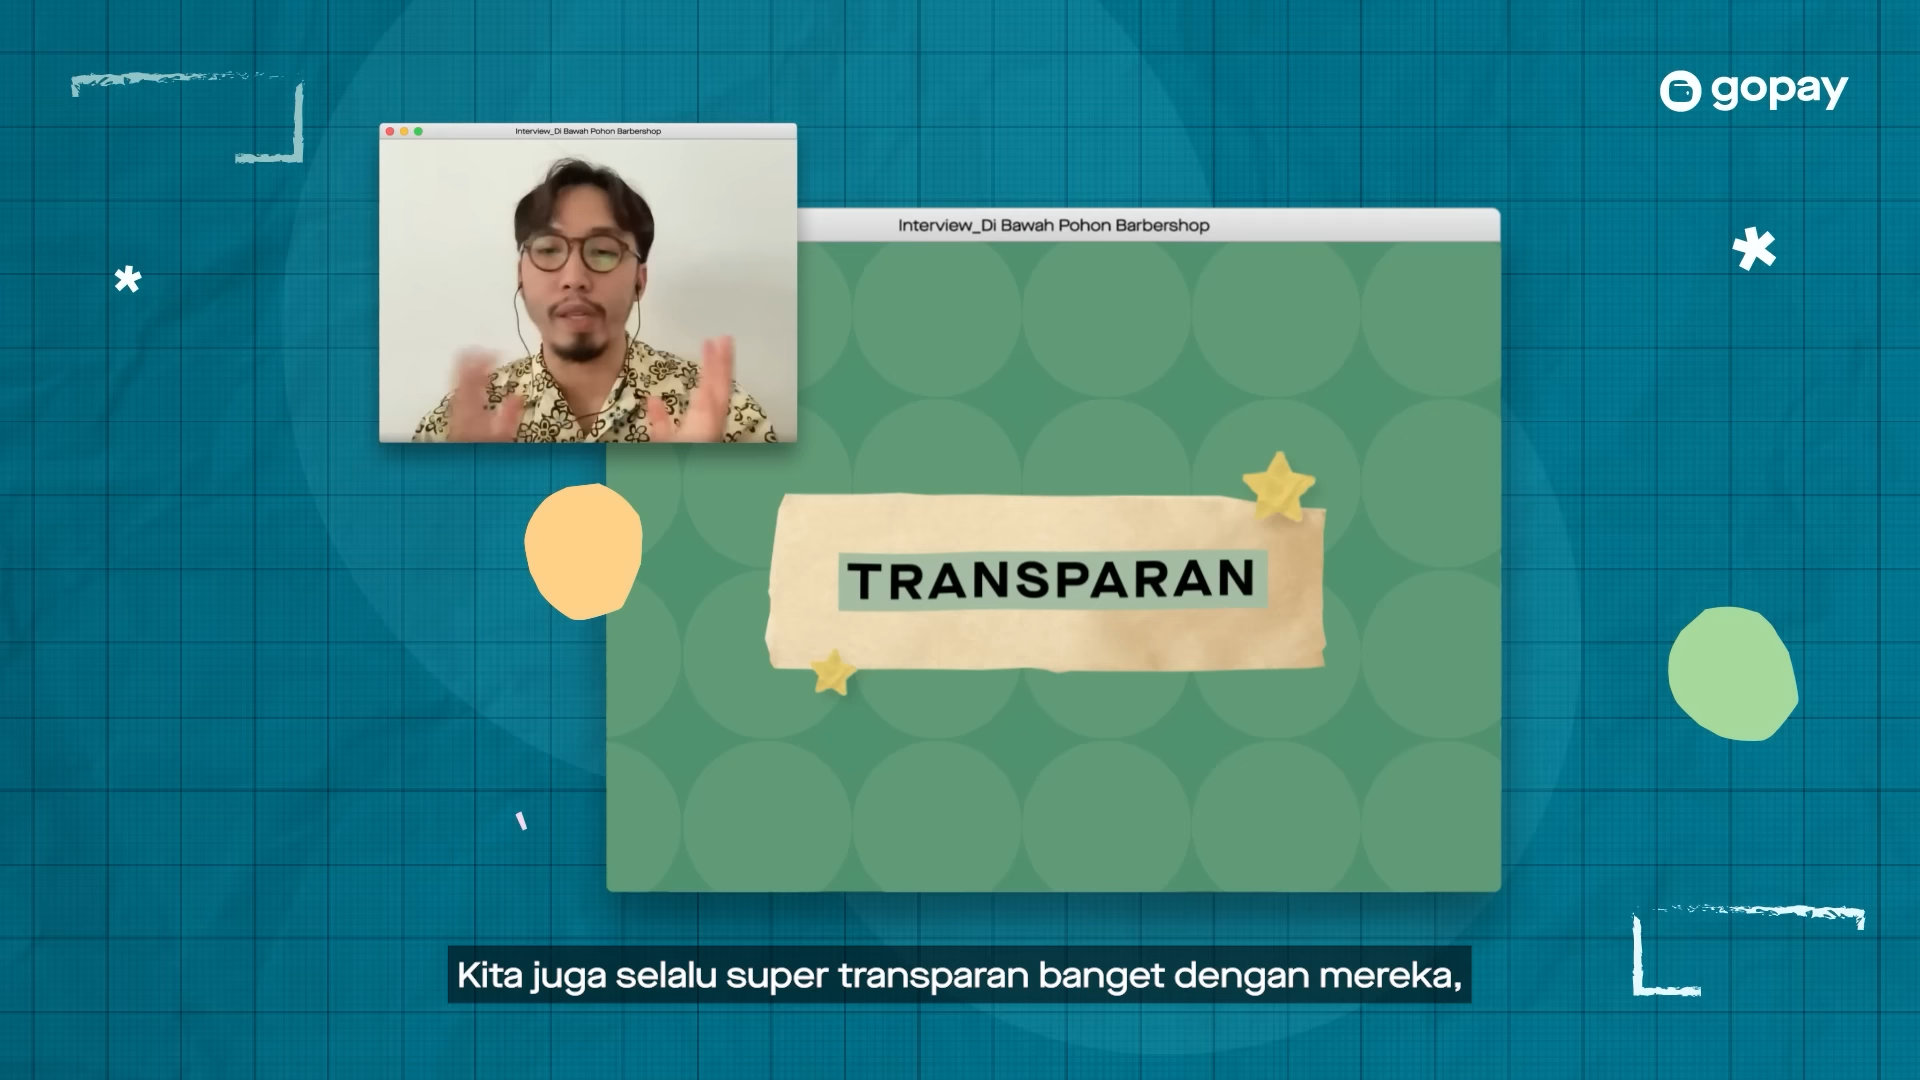 gopay
Interview_Di Bawah Pohon Barbershop
Interview_Di Bawah Pohon Barbershop
TRANSPARAN
Kita juga selalu super transparan banget dengan mereka,